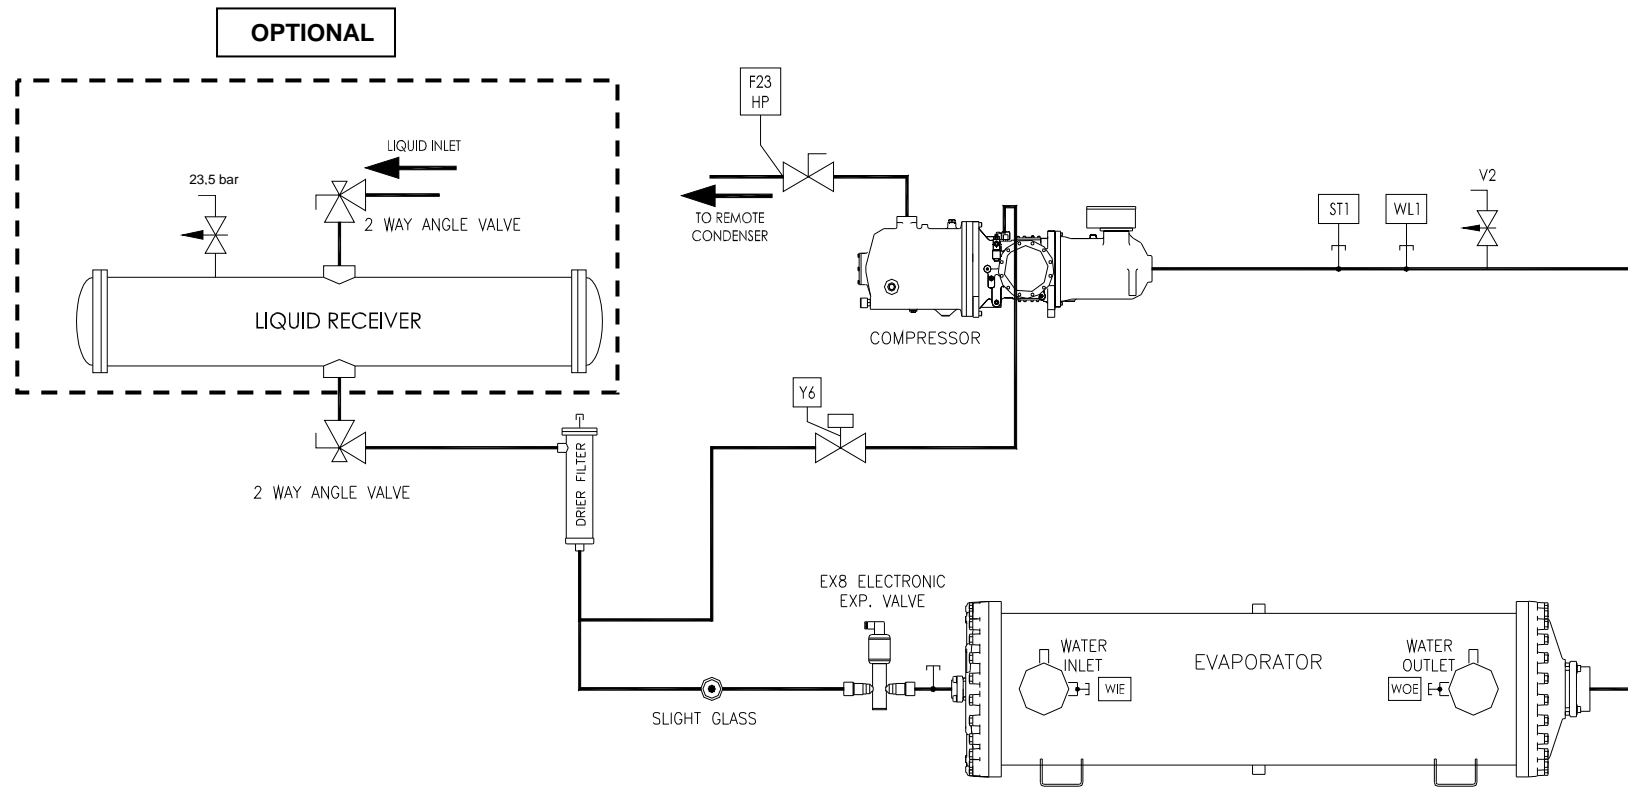 OPTIONAL
LIQUID INLET
23,5 bar
2 WAY ANGLE VALVE
LIQUID RECEIVER
2 WAY ANGLE VALVE
DRIER FILTER
F23
HP
TO REMOTE
CONDENSER
COMPRESSOR
ST1
WL1
V2
Y6
EX8 ELECTRONIC
EXP. VALVE
SLIGHT GLASS
WATER
INLET
WIE
EVAPORATOR
WATER
OUTLET
WOE